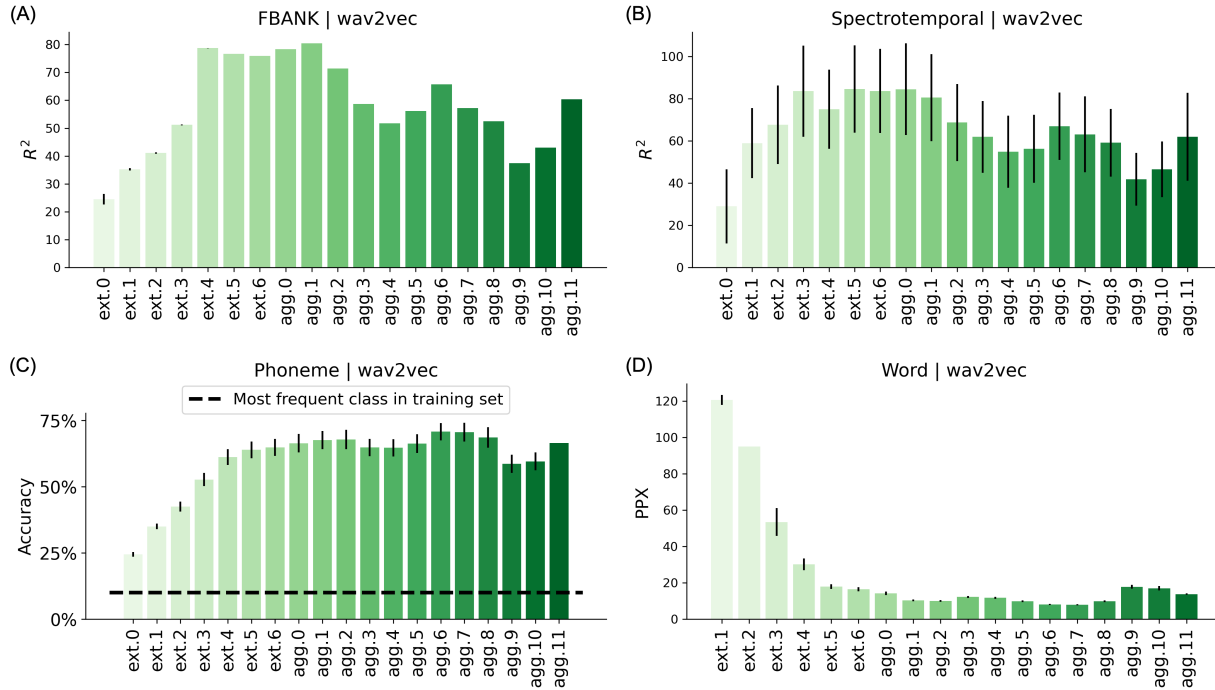 (A)
FBANK | wav2vec
80
70
60
50
40
30
20
10
0
R²
ext.0
ext.1
ext.2
ext.3
ext.4
ext.5
ext.6
agg.0
agg.1
agg.2
agg.3
agg.4
agg.5
agg.6
agg.7
agg.8
agg.9
agg.10
agg.11
(B)
Spectrotemporal | wav2vec
100
80
60
40
20
0
R²
ext.0
ext.1
ext.2
ext.3
ext.4
ext.5
ext.6
agg.0
agg.1
agg.2
agg.3
agg.4
agg.5
agg.6
agg.7
agg.8
agg.9
agg.10
agg.11
(C)
Phoneme | wav2vec
Most frequent class in training set
75%
50%
25%
0%
Accuracy
ext.0
ext.1
ext.2
ext.3
ext.4
ext.5
ext.6
agg.0
agg.1
agg.2
agg.3
agg.4
agg.5
agg.6
agg.7
agg.8
agg.9
agg.10
agg.11
(D)
Word | wav2vec
120
100
80
60
40
20
0
PPX
ext.1
ext.2
ext.3
ext.4
ext.5
ext.6
agg.0
agg.1
agg.2
agg.3
agg.4
agg.5
agg.6
agg.7
agg.8
agg.9
agg.10
agg.11